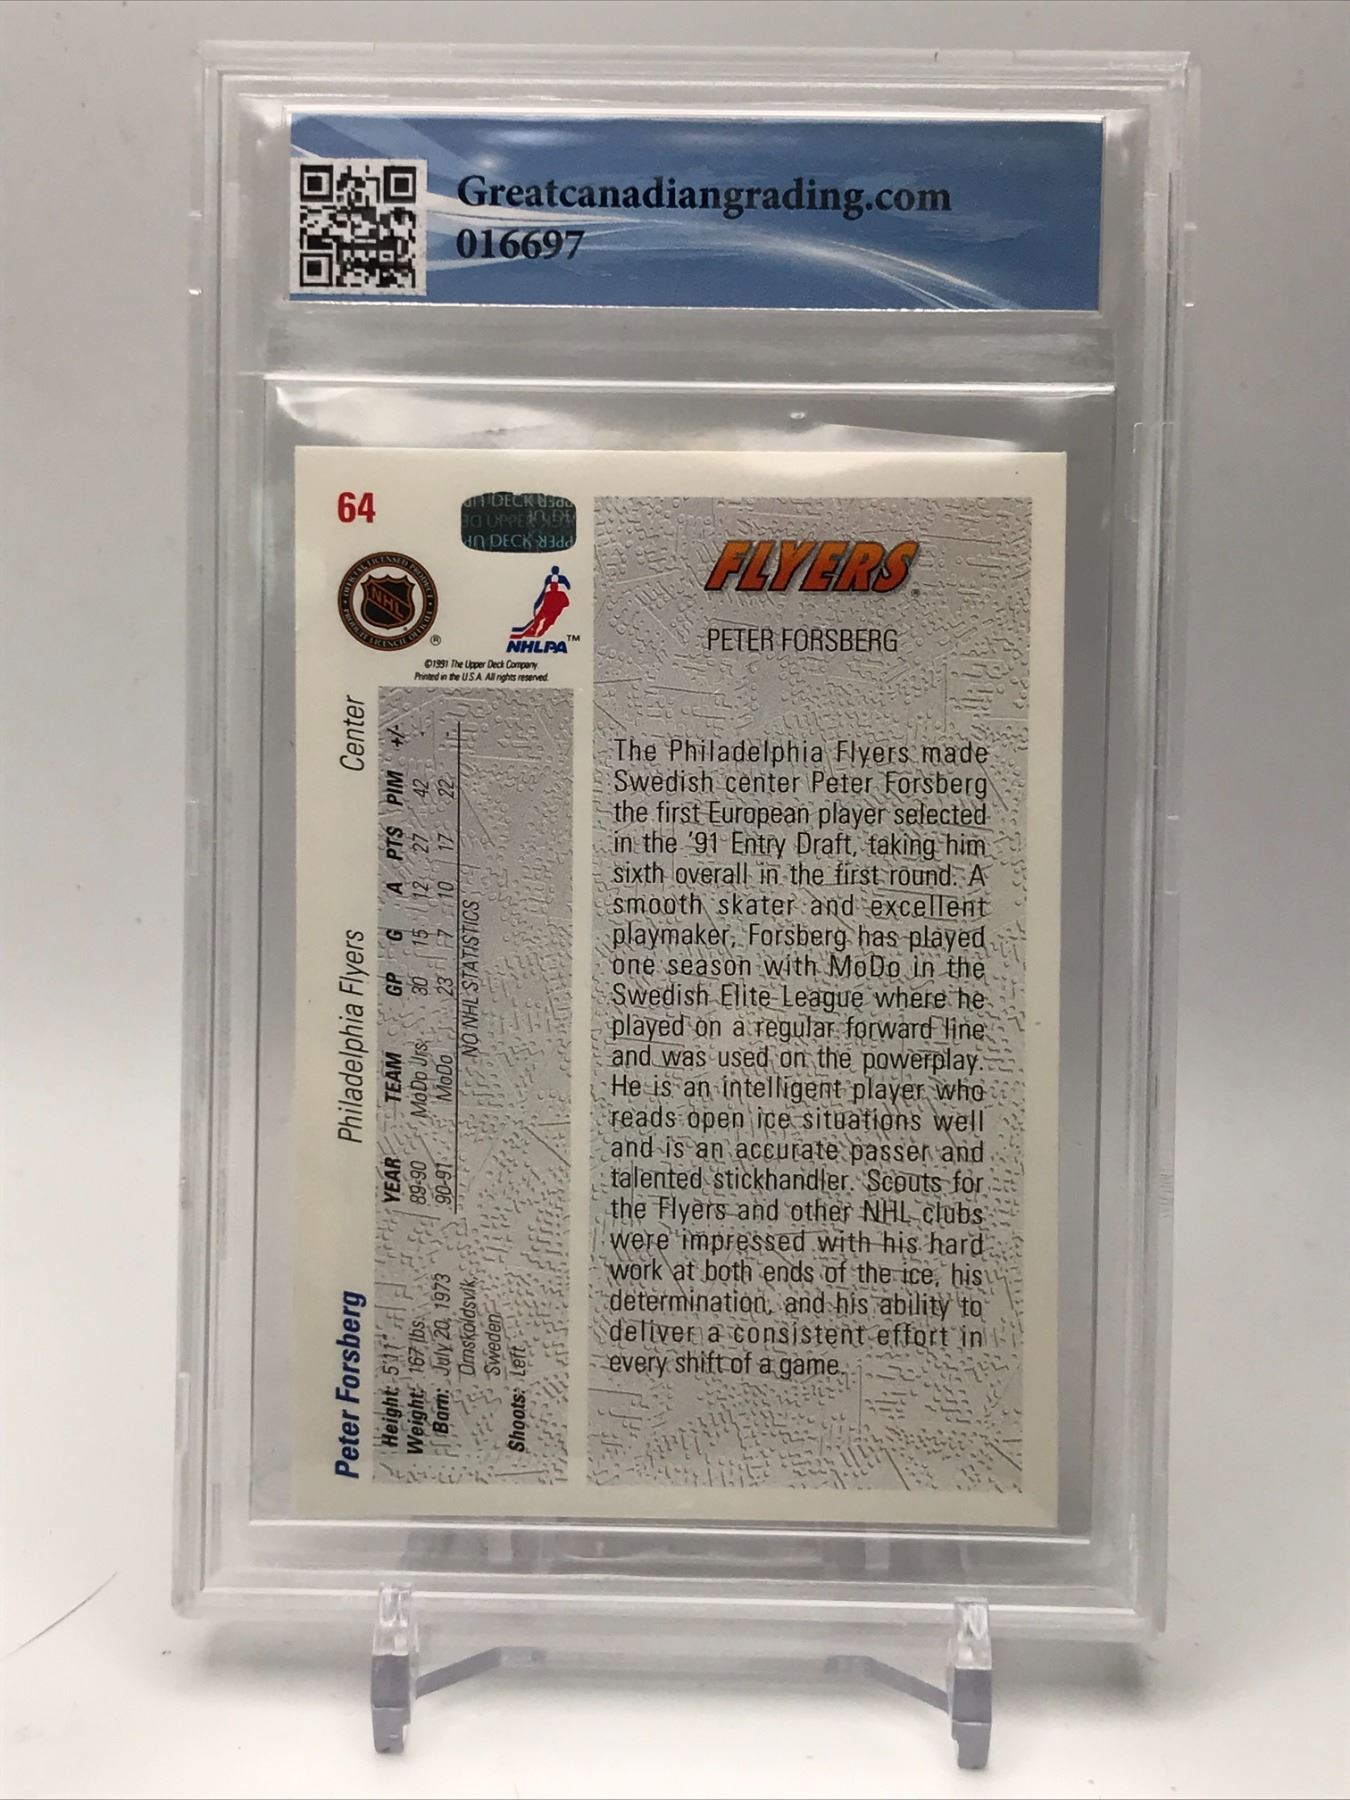 Greatcanadiangrading.com
016697
64
NHL
®
NHLPA™
©1991 The Upper Deck Company
Printed in the U.S.A. All rights reserved.
FLYERS®
PETER FORSBERG
The Philadelphia Flyers made
Swedish center Peter Forsberg
the first European player selected
in the '91 Entry Draft, taking him
sixth overall in the first round. A
smooth skater and excellent
playmaker, Forsberg has played
one season with MoDo in the
Swedish Elite League where he
played on a regular forward line
and was used on the powerplay.
He is an intelligent player who
reads open ice situations well
and is an accurate passer and
talented stickhandler. Scouts for
the Flyers and other NHL clubs
were impressed with his hard
work at both ends of the ice, his
determination, and his ability to
deliver a consistent effort in
every shift of a game.
Peter Forsberg Philadelphia Flyers Center
Height: 5'11"
Weight: 167 lbs.
Born: July 20, 1973
Ornskoldsvik,
Sweden
Shoots: Left
YEAR TEAM GP G A PTS PIM +/-
89-90 MoDo Jrs. 30 15 12 27 42
90-91 MoDo 23 7 10 17 22
NO NHL STATISTICS